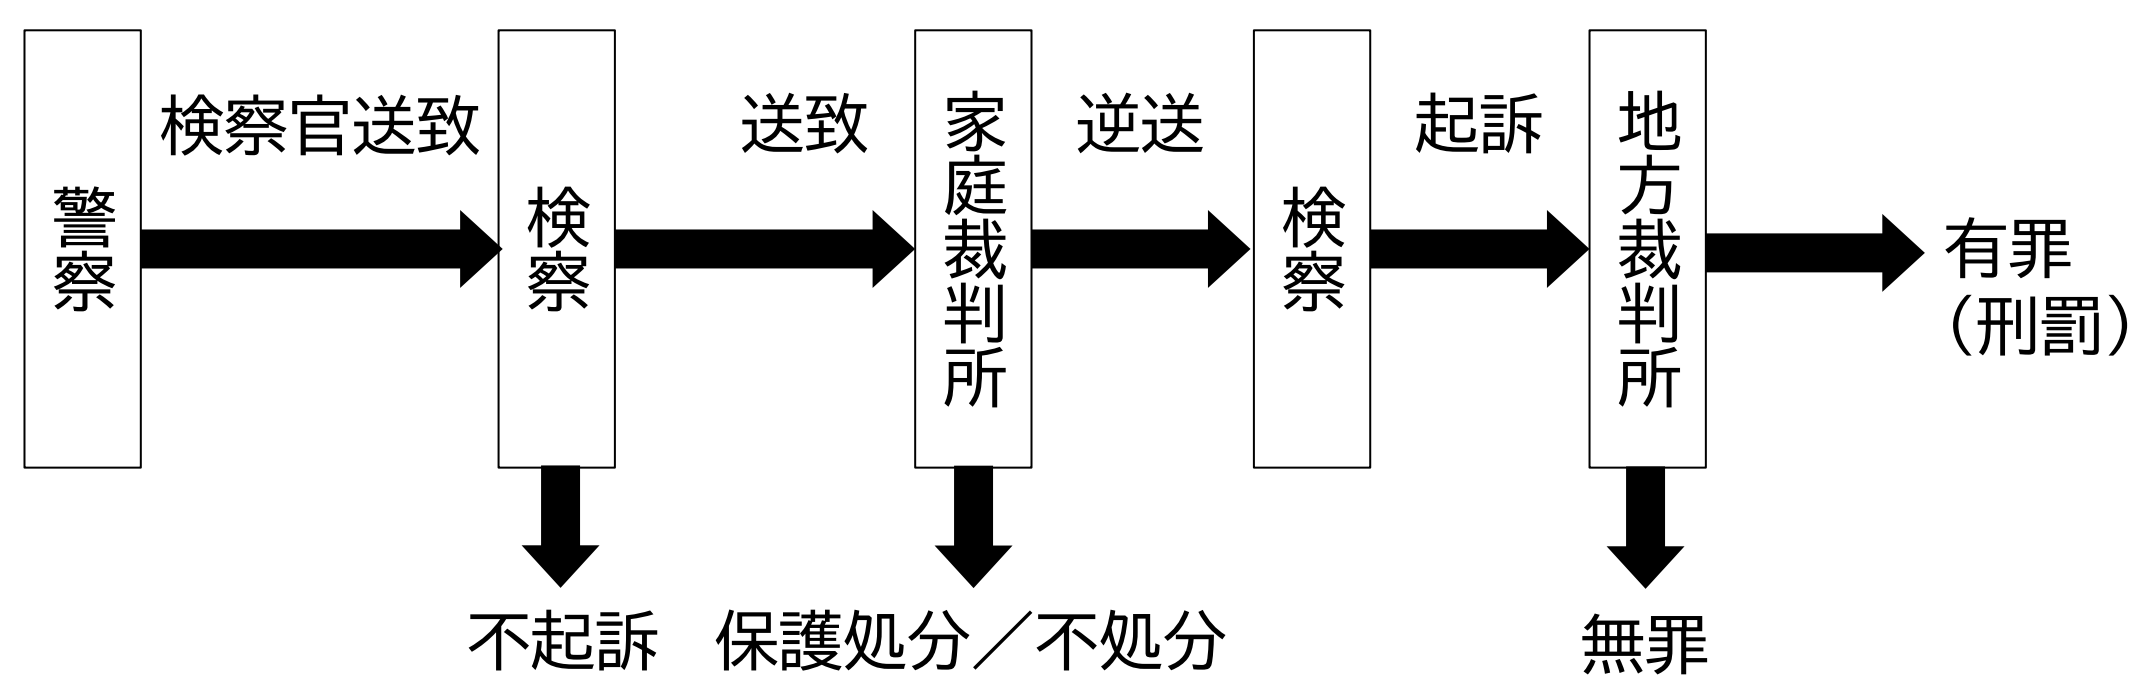 警察
検察官送致
検察
送致
家庭裁判所
逆送
検察
起訴
地方裁判所
有罪
（刑罰）
不起訴
保護処分／不処分
無罪